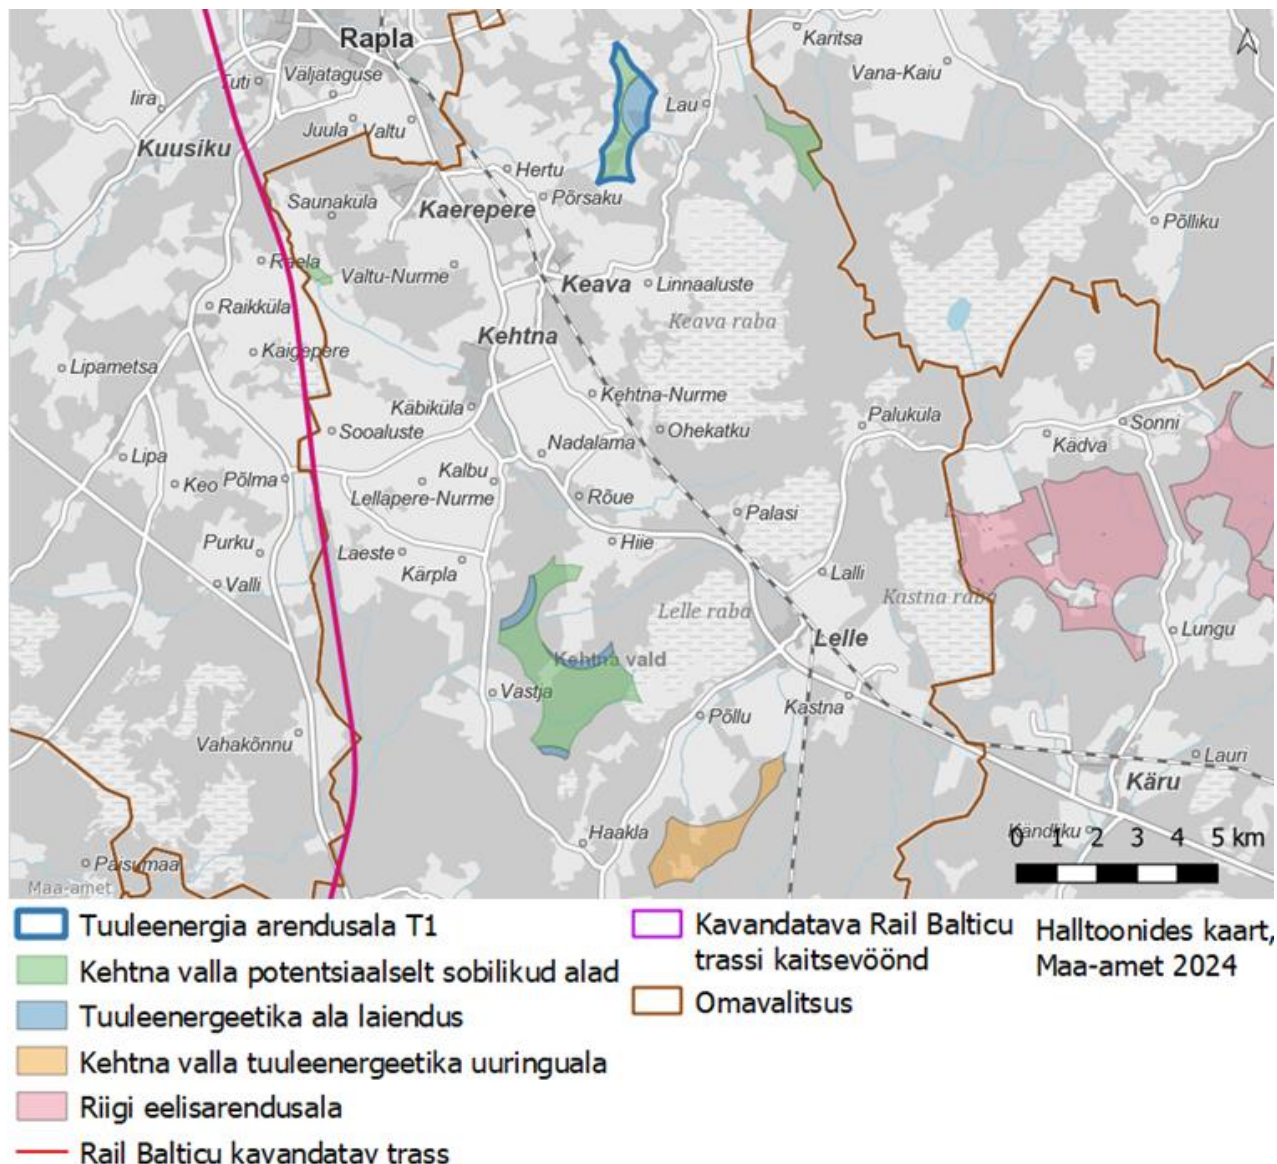 Rapla
Karitsa
Vana-Kaiu
Tuti
Väljataguse
Iira
Lau
Juula
Valtu
Kuusiku
Hertu
Saunaküla
Kaerepere
Põrsaku
Põlliku
Raela
Valtu-Nurme
Keava
Linnaaluste
Raikküla
Keava raba
Kehtna
Kaigepere
Lipametsa
Kehtna-Nurme
Käbiküla
Paluküla
Sonni
Sooaluste
Ohekatku
Kädva
Nadalama
Lipa
Kalbu
Keo
Põlma
Lellapere-Nurme
Rõue
Palasi
Purku
Laeste
Hiie
Kärpla
Lalli
Valli
Kastna raba
Lelle raba
Lelle
Lungu
Kehtna vald
Vastja
Kastna
Põllu
Vahakõnnu
Lauri
Käru
Haakla
Kändliku
0 1 2 3 4 5 km
Paisumaa
Maa-amet
Tuuleenergia arendusala T1
Kehtna valla potentsiaalselt sobilikud alad
Tuuleenergeetika ala laiendus
Kehtna valla tuuleenergeetika uuringuala
Riigi eelisarendusala
Rail Balticu kavandatav trass
Kavandatava Rail Balticu
trassi kaitsevöönd
Omavalitsus
Halltoonides kaart,
Maa-amet 2024